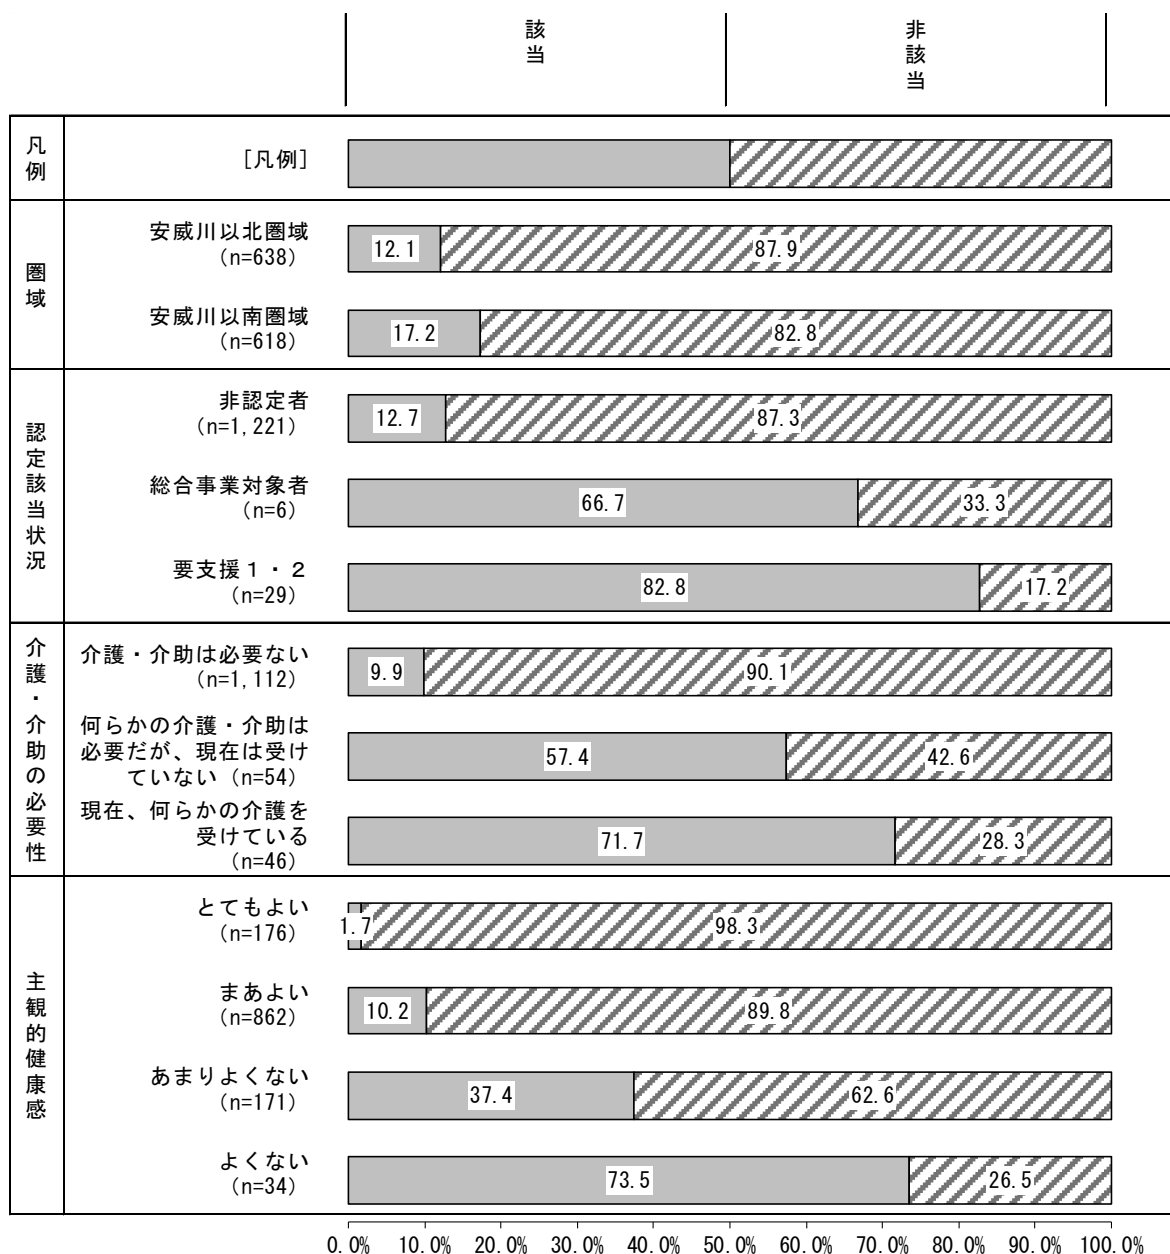 該当
非該当
凡例
[凡例]
圏域
安威川以北圏域
(n=638)
12.1
87.9
安威川以南圏域
(n=618)
17.2
82.8
認定該当状況
非認定者
(n=1,221)
12.7
87.3
総合事業対象者
(n=6)
66.7
33.3
要支援１・２
(n=29)
82.8
17.2
介護・介助の必要性
介護・介助は必要ない
(n=1,112)
9.9
90.1
何らかの介護・介助は
必要だが、現在は受け
ていない (n=54)
57.4
42.6
現在、何らかの介護を
受けている
(n=46)
71.7
28.3
主観的健康感
とてもよい
(n=176)
1.7
98.3
まあよい
(n=862)
10.2
89.8
あまりよくない
(n=171)
37.4
62.6
よくない
(n=34)
73.5
26.5
0.0% 10.0% 20.0% 30.0% 40.0% 50.0% 60.0% 70.0% 80.0% 90.0% 100.0%